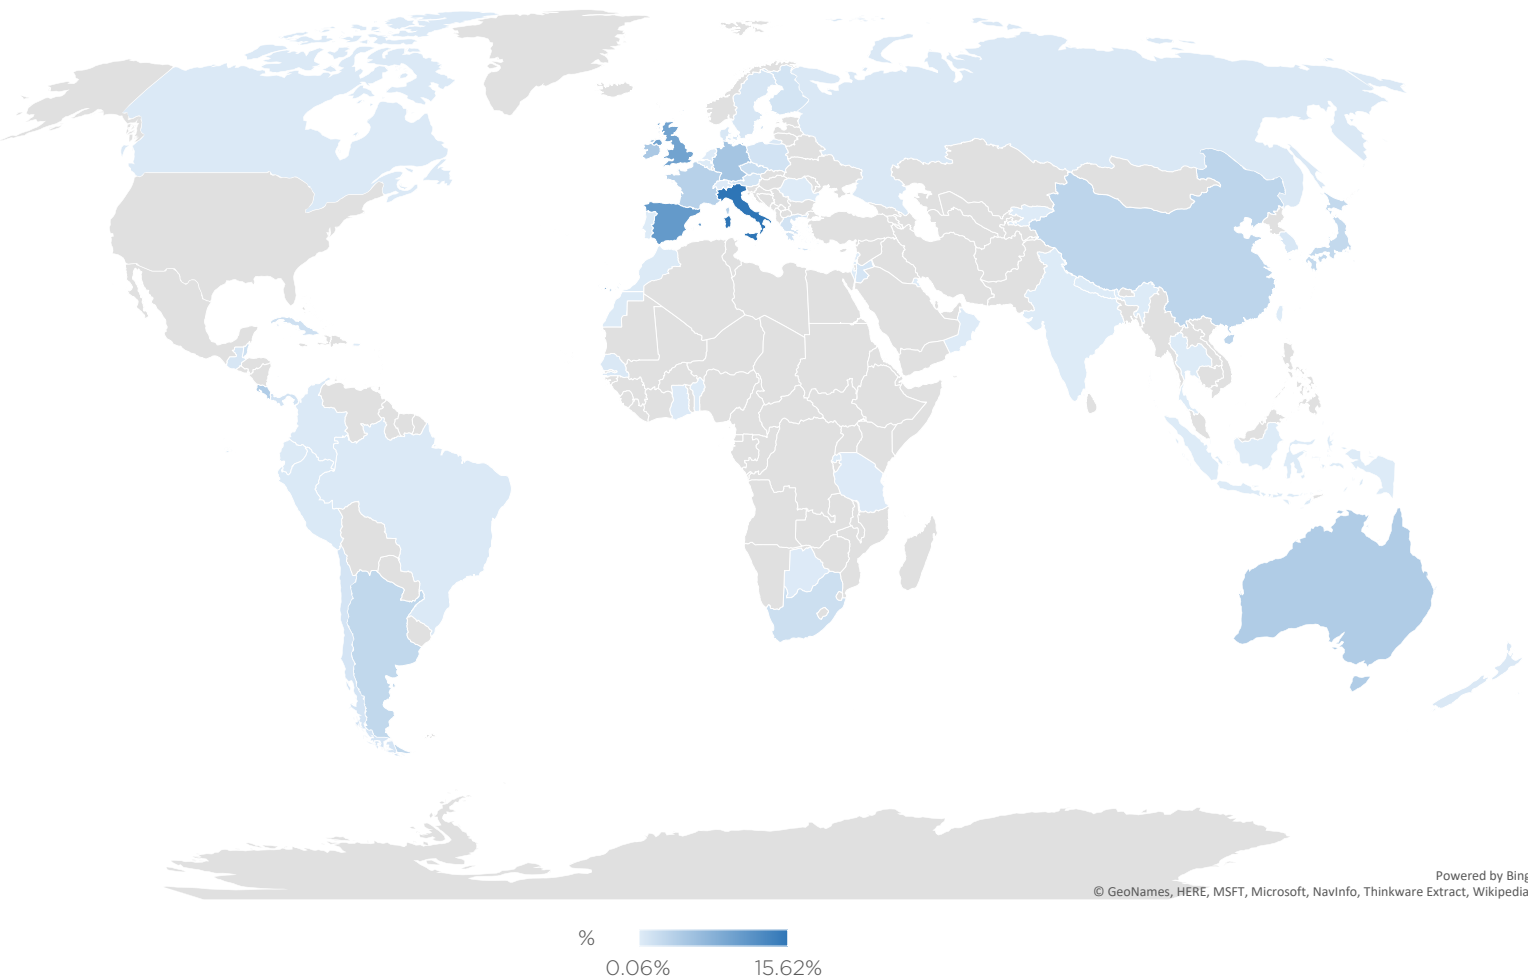 Powered by Bing
© GeoNames, HERE, MSFT, Microsoft, NavInfo, Thinkware Extract, Wikipedia
%
0.06%
15.62%